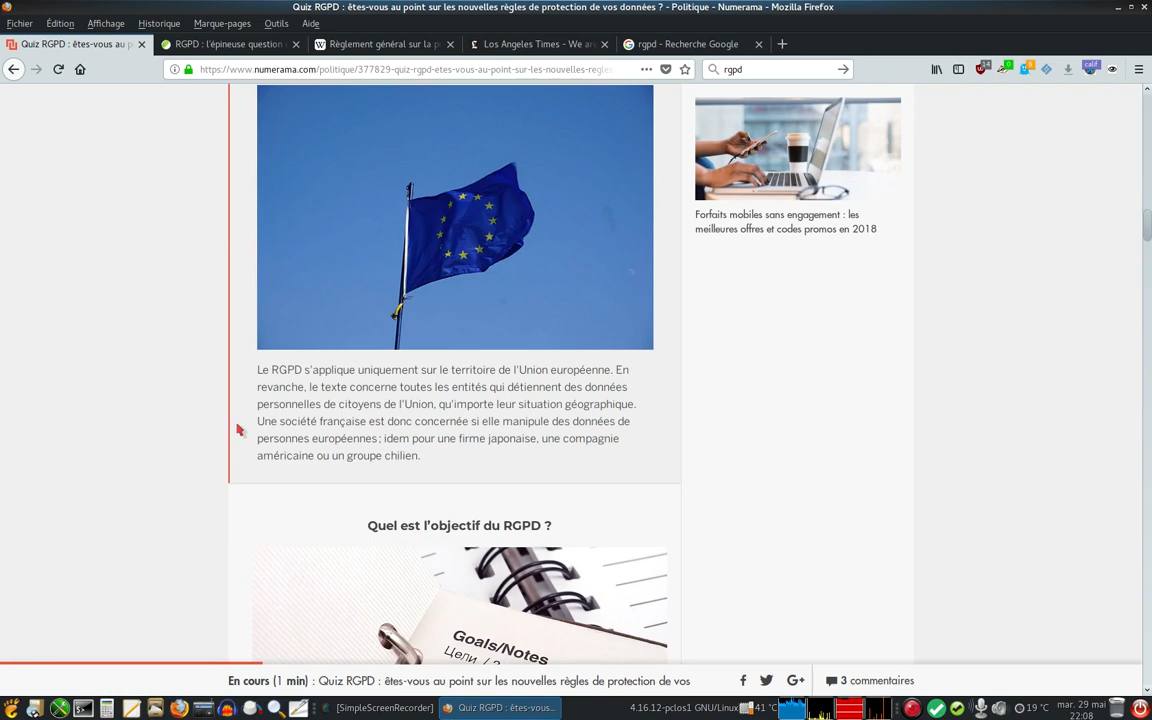 Quiz RGPD : êtes-vous au point sur les nouvelles règles de protection de vos données ? - Politique - Numerama - Mozilla Firefox
Fichier Édition Affichage Historique Marque-pages Outils Aide
Quiz RGPD : êtes-vous au p RGPD : l'épineuse question Règlement général sur la p Los Angeles Times - We are rgpd - Recherche Google
https://www.numerama.com/politique/377829-quiz-rgpd-etes-vous-au-point-sur-les-nouvelles-regles rgpd 14 0 8 calif
Forfaits mobiles sans engagement : les
meilleures offres et codes promos en 2018
Le RGPD s'applique uniquement sur le territoire de l'Union européenne. En
revanche, le texte concerne toutes les entités qui détiennent des données
personnelles de citoyens de l'Union, qu'importe leur situation géographique.
Une société française est donc concernée si elle manipule des données de
personnes européennes ; idem pour une firme japonaise, une compagnie
américaine ou un groupe chilien.
Quel est l'objectif du RGPD ?
Goals/Notes
Цели, / З
En cours (1 min) : Quiz RGPD : êtes-vous au point sur les nouvelles règles de protection de vos
3 commentaires
[SimpleScreenRecorder] Quiz RGPD : êtes-vous... 4.16.12-pclos1 GNU/Linux 41 °C 19 °C mar. 29 mai
22:08